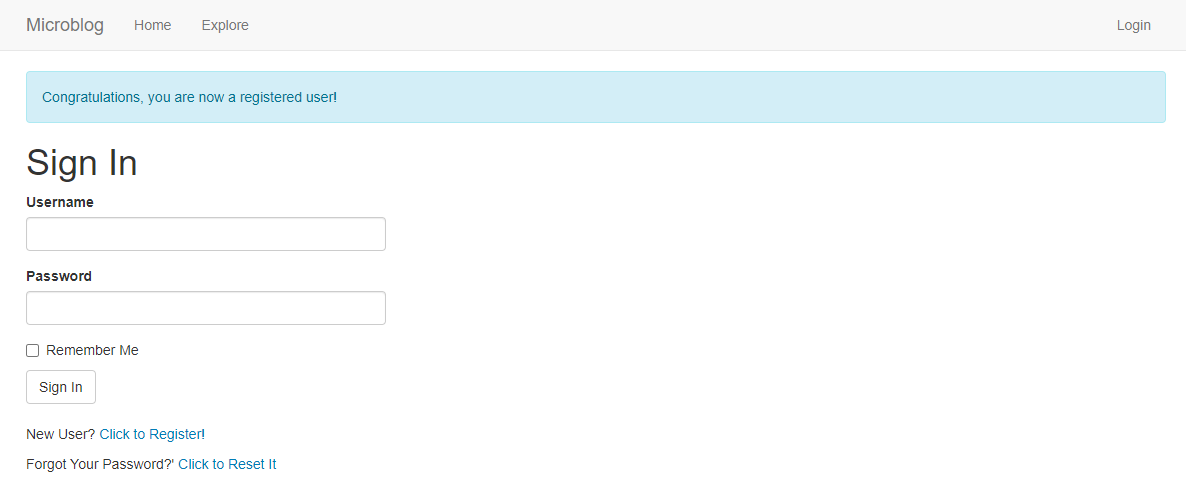 Microblog Home Explore Login
Congratulations, you are now a registered user!
Sign In
Username
Password
Remember Me
Sign In
New User? Click to Register!
Forgot Your Password?' Click to Reset It